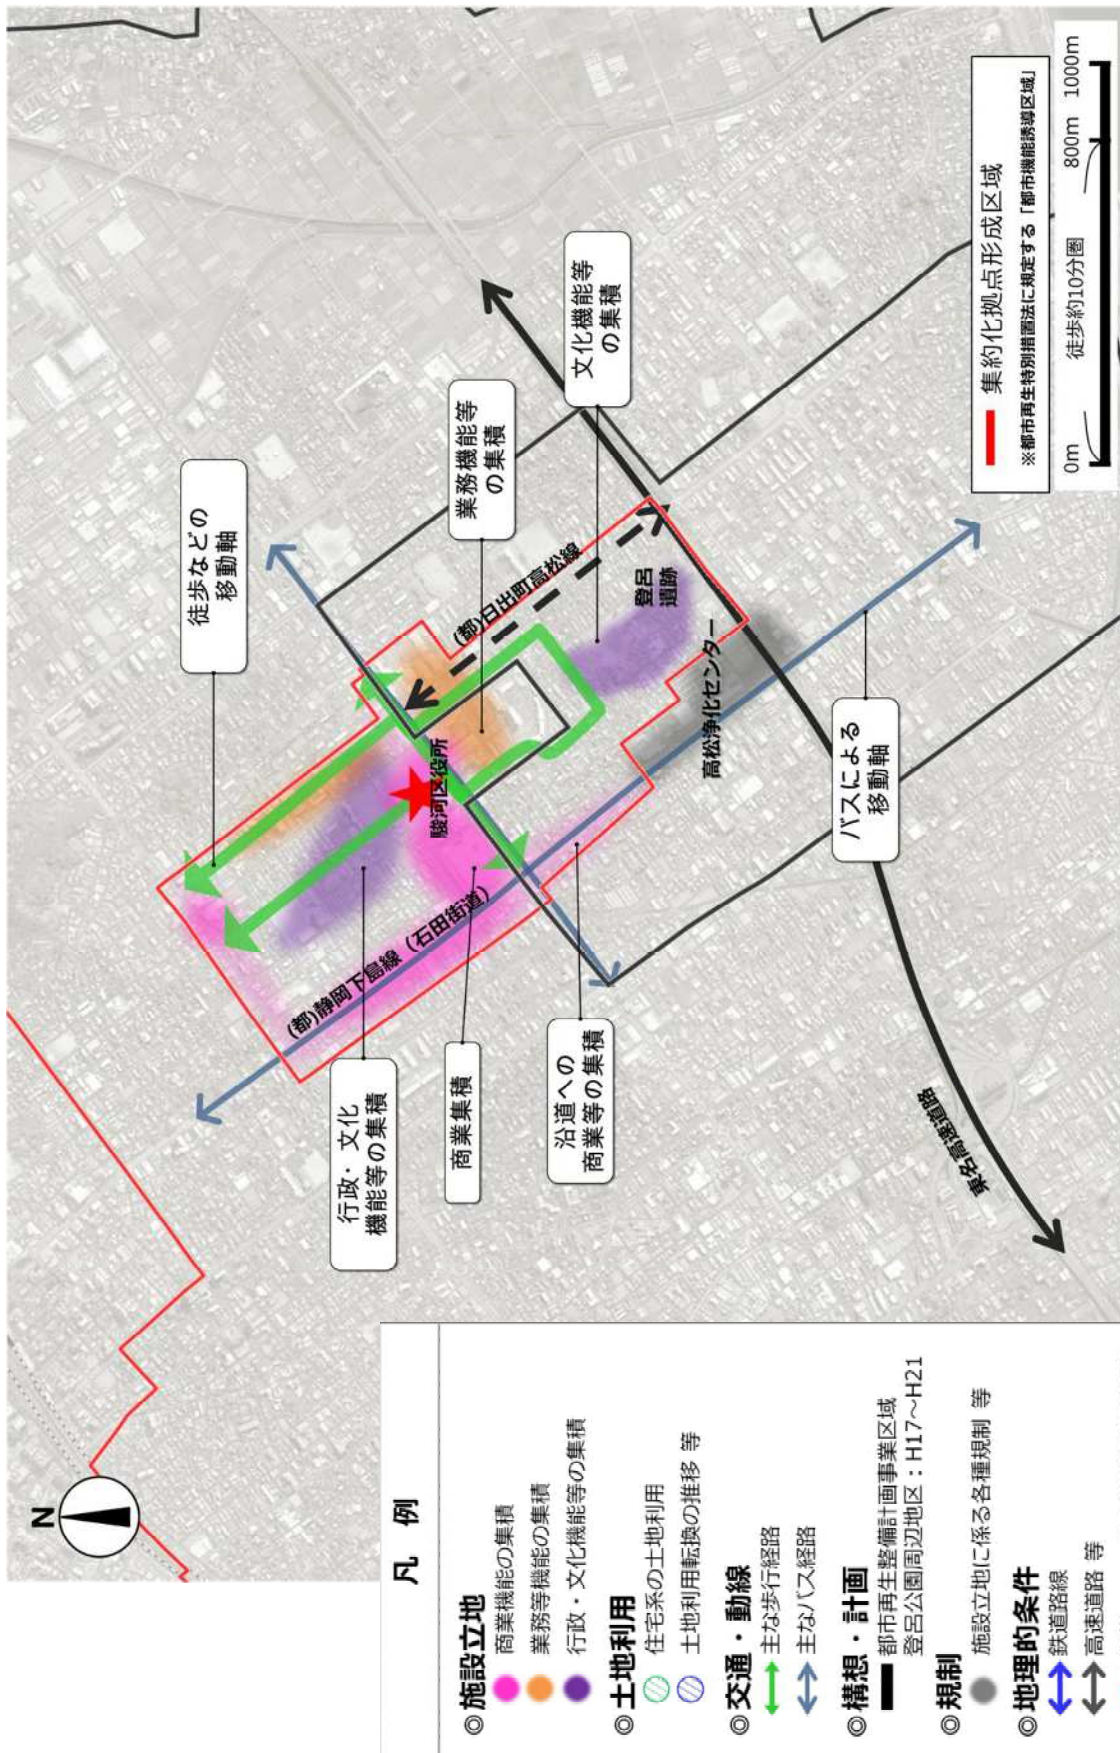 N
徒歩などの
移動軸
業務機能等
の集積
文化機能等
の集積
(都)日出町高松線
登呂
遺跡
駿河区役所
高松浄化センター
(都)静岡下島線(石田街道)
行政・文化
機能等の集積
商業集積
沿道への
商業等の集積
バスによる
移動軸
東名高速道路
集約化拠点形成区域
※都市再生特別措置法に規定する「都市機能誘導区域」
0m
徒歩約10分圏
800m
1000m
凡 例
◎施設立地
商業機能の集積
業務等機能の集積
行政・文化機能等の集積
◎土地利用
住宅系の土地利用
土地利用転換の推移 等
◎交通・動線
主な歩行経路
主なバス経路
◎構想・計画
都市再生整備計画事業区域
登呂公園周辺地区:H17~H21
◎規制
施設立地に係る各種規制 等
◎地理的条件
鉄道路線
高速道路 等